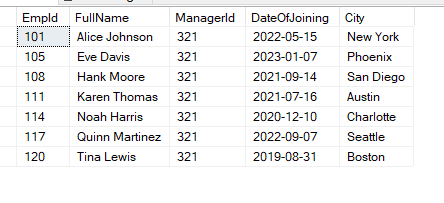 EmpId FullName ManagerId DateOfJoining City
101 Alice Johnson 321 2022-05-15 New York
105 Eve Davis 321 2023-01-07 Phoenix
108 Hank Moore 321 2021-09-14 San Diego
111 Karen Thomas 321 2021-07-16 Austin
114 Noah Harris 321 2020-12-10 Charlotte
117 Quinn Martinez 321 2022-09-07 Seattle
120 Tina Lewis 321 2019-08-31 Boston